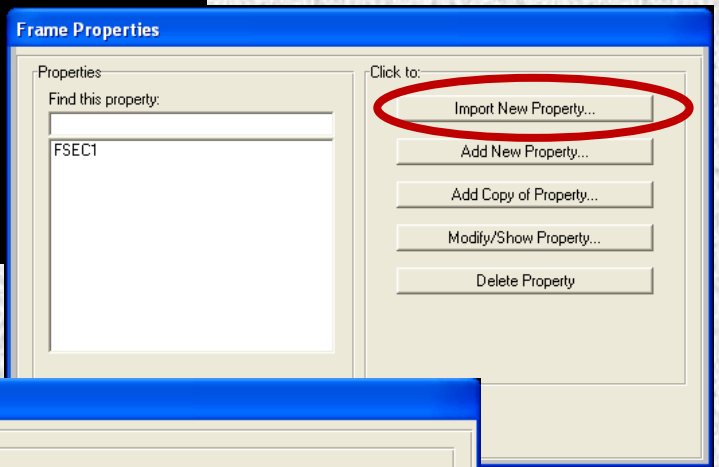 Frame Properties
Properties
Find this property:
FSEC1
Click to:
Import New Property...
Add New Property...
Add Copy of Property...
Modify/Show Property...
Delete Property